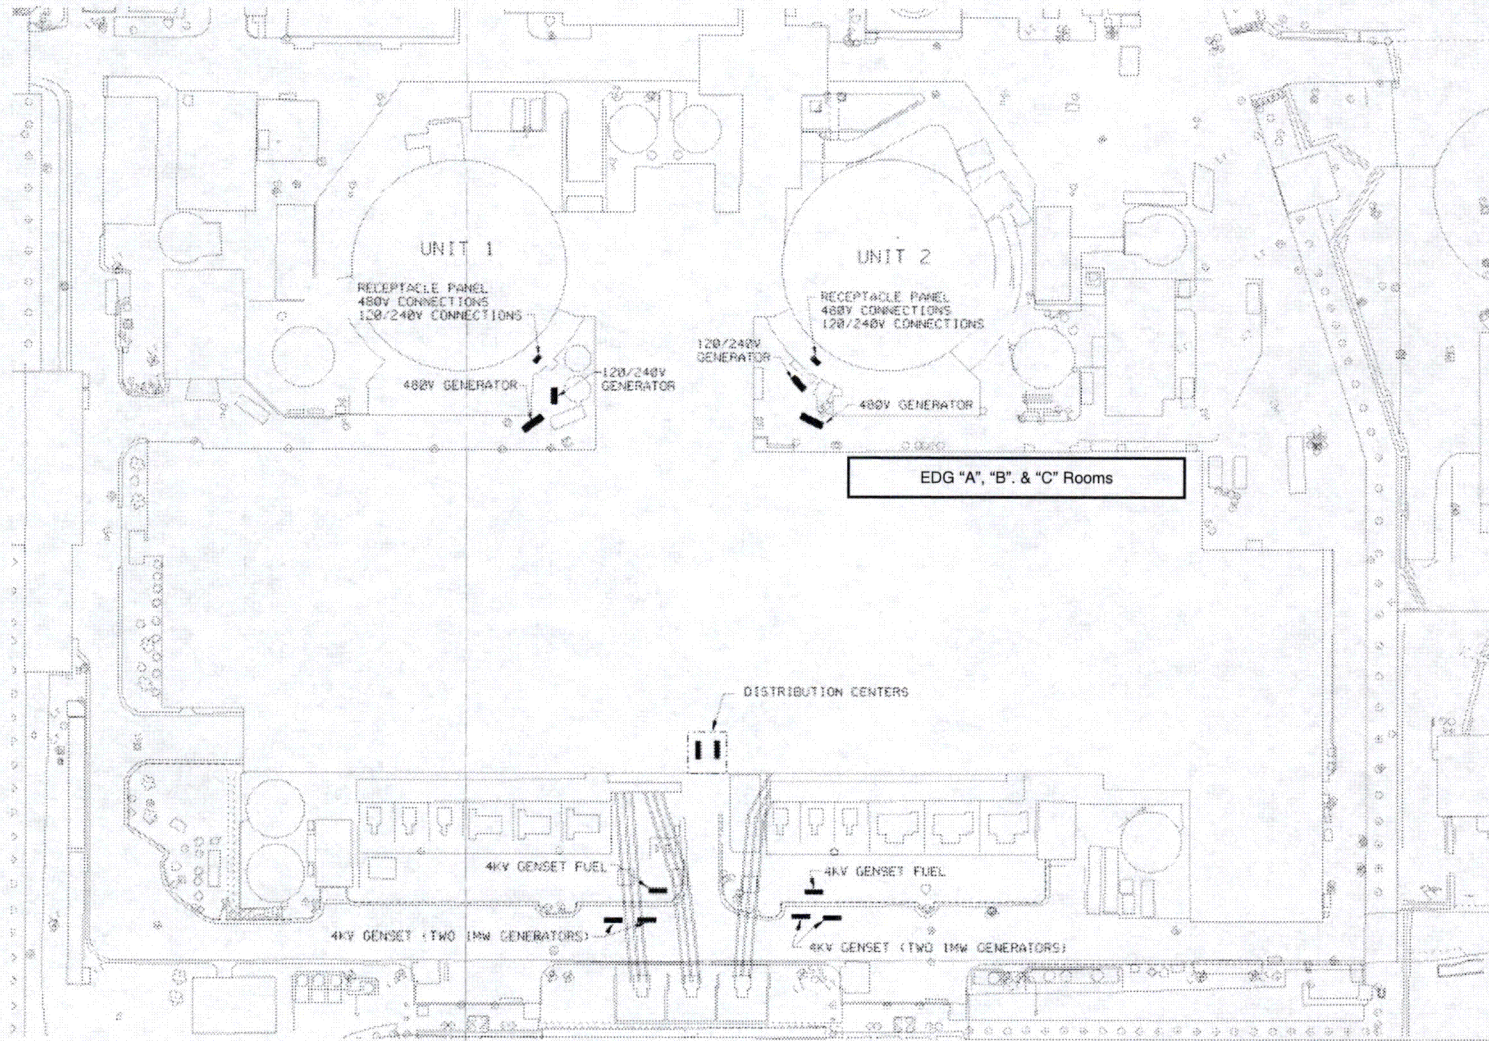 UNIT 1
RECEPTACLE PANEL
480V CONNECTIONS
120/240V CONNECTIONS
480V GENERATOR
120/240V
GENERATOR
UNIT 2
RECEPTACLE PANEL
480V CONNECTIONS
120/240V CONNECTIONS
120/240V
GENERATOR
480V GENERATOR
EDG “A”, “B”. & “C” Rooms
DISTRIBUTION CENTERS
4KV GENSET FUEL
4KV GENSET FUEL
4KV GENSET (TWO 1MW GENERATORS)
4KV GENSET (TWO 1MW GENERATORS)